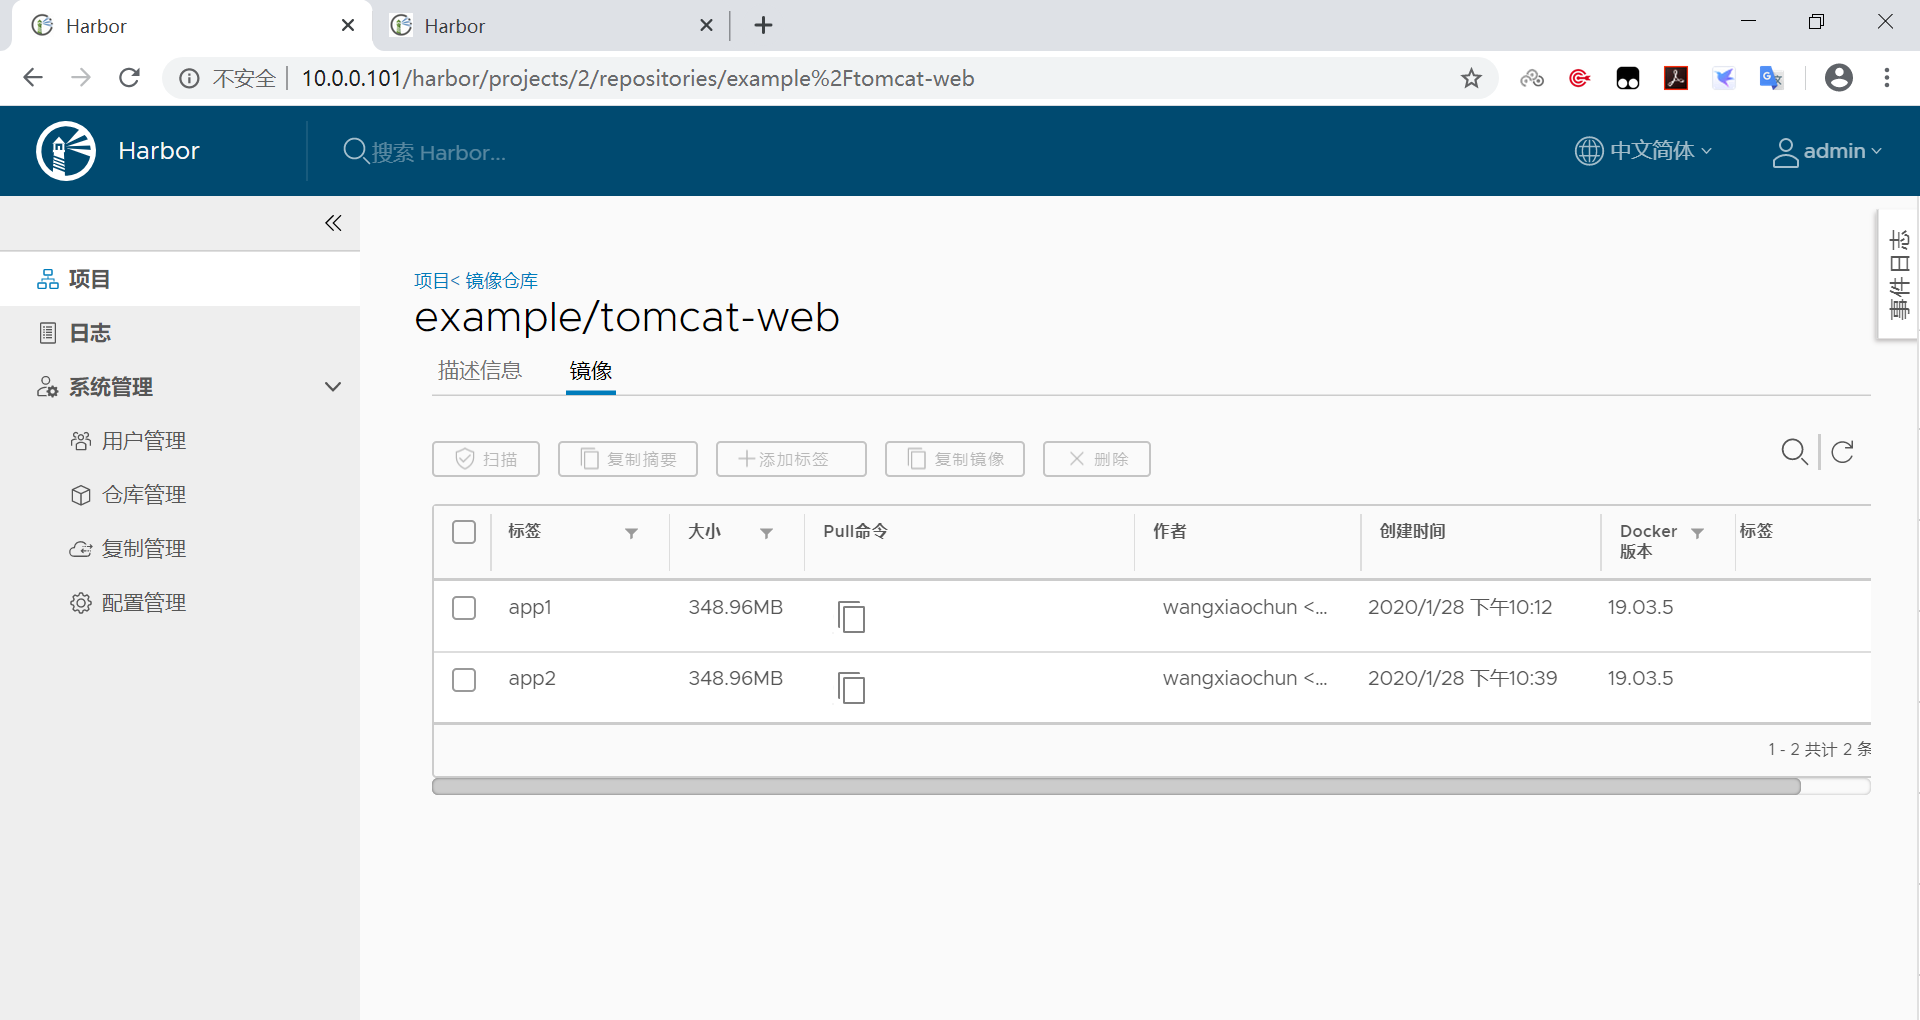 Harbor
Harbor
不安全
10.0.0.101/harbor/projects/2/repositories/example%2Ftomcat-web
Harbor
搜索 Harbor...
中文简体
admin
项目
日志
系统管理
用户管理
仓库管理
复制管理
配置管理
事件日志
项目< 镜像仓库
example/tomcat-web
描述信息 镜像
扫描 复制摘要 添加标签 复制镜像 删除
标签 大小 Pull命令 作者 创建时间 Docker 版本 标签
app1 348.96MB wangxiaochun <... 2020/1/28 下午10:12 19.03.5
app2 348.96MB wangxiaochun <... 2020/1/28 下午10:39 19.03.5
1 - 2 共计 2 条